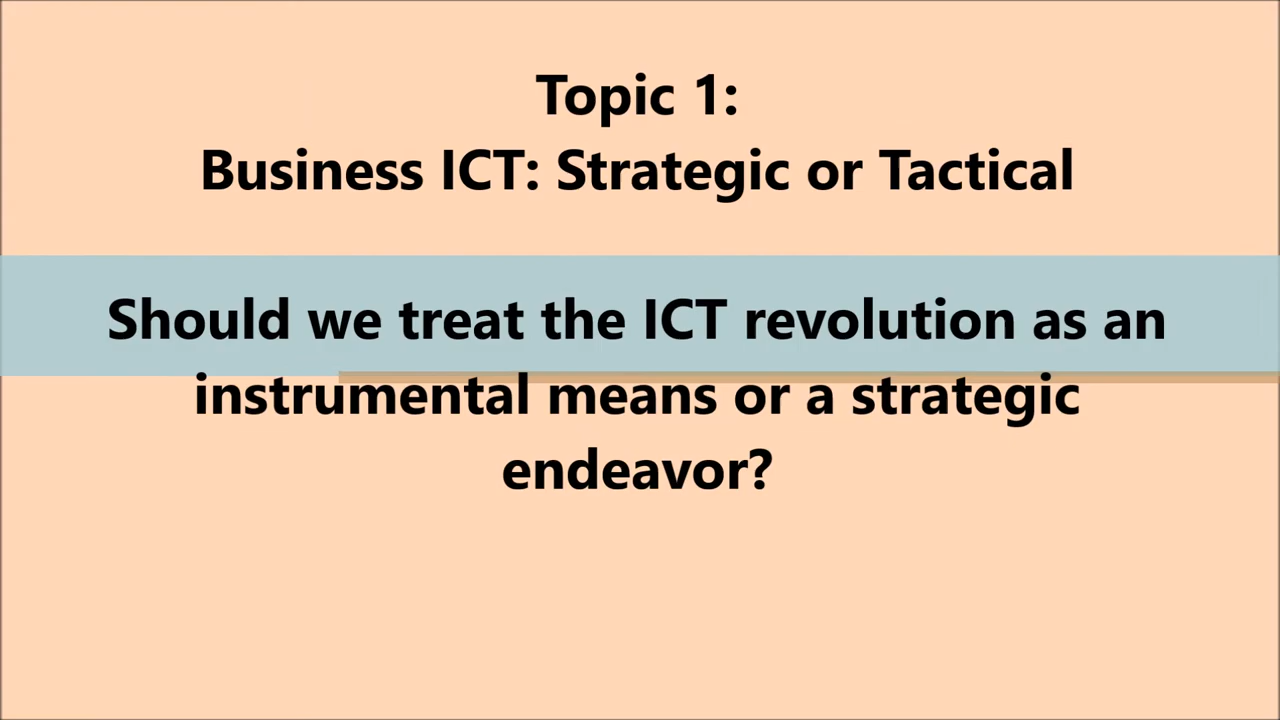 Topic 1:
Business ICT: Strategic or Tactical
Should we treat the ICT revolution as an
instrumental means or a strategic
endeavor?